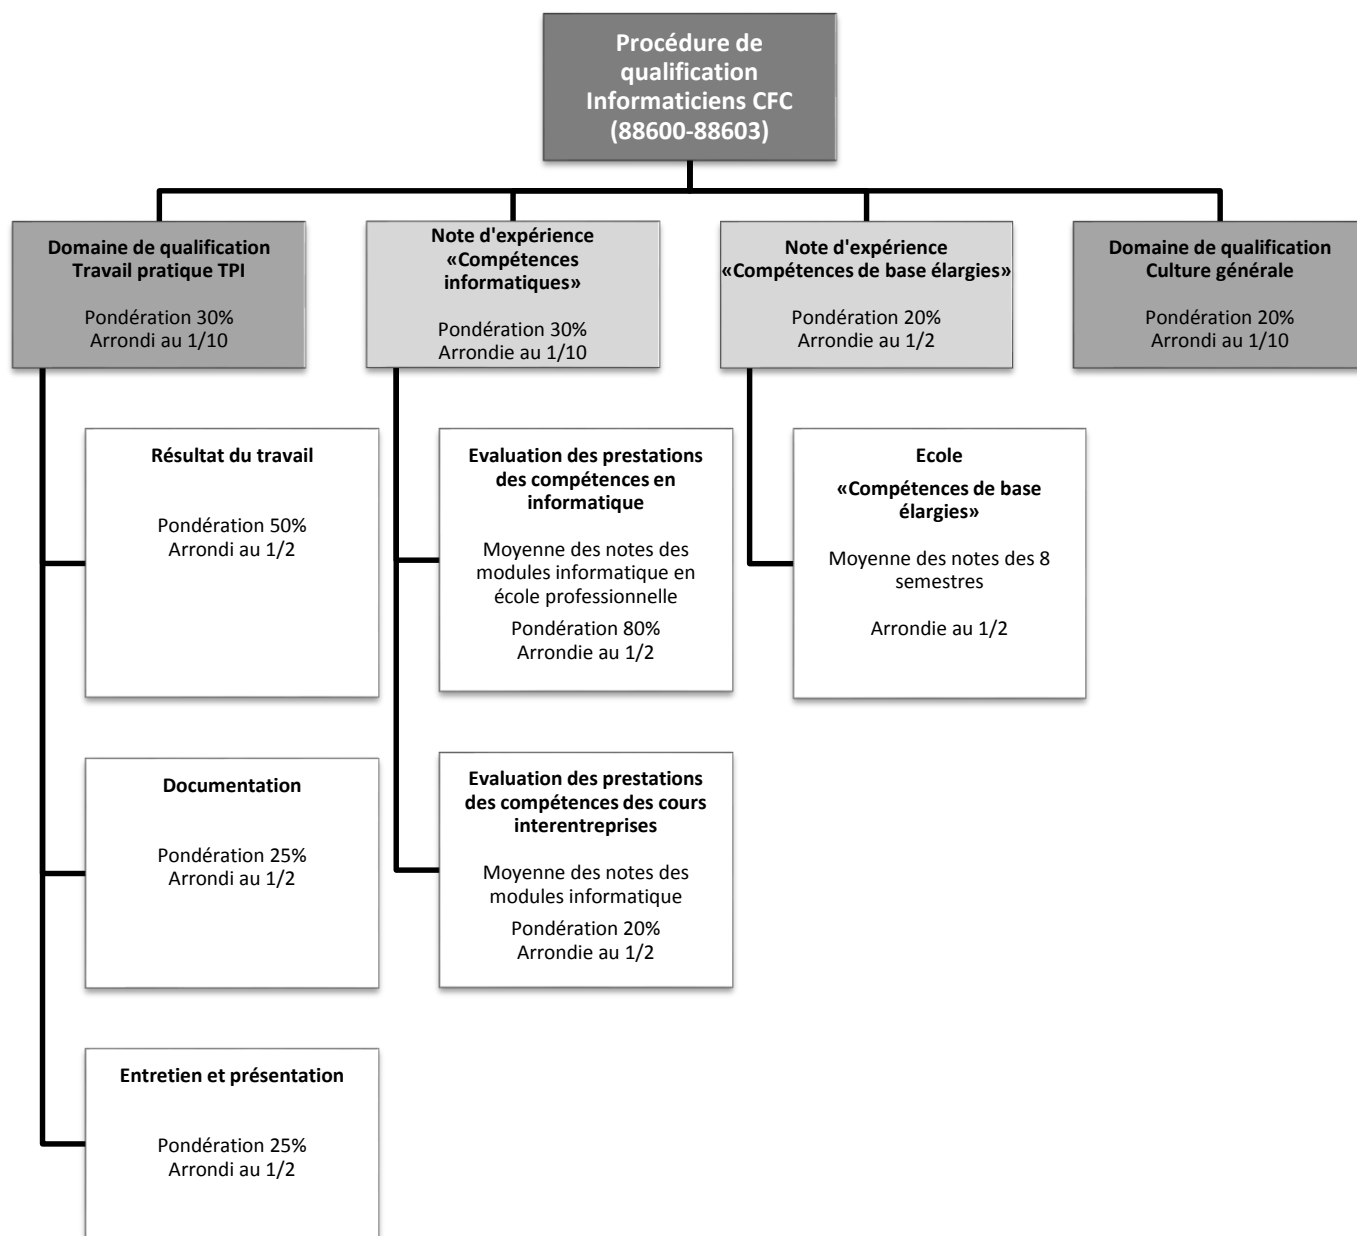 Procédure de
qualification
Informaticiens CFC
(88600-88603)
Domaine de qualification
Travail pratique TPI
Pondération 30%
Arrondi au 1/10
Note d'expérience
«Compétences
informatiques»
Pondération 30%
Arrondie au 1/10
Note d'expérience
«Compétences de base élargies»
Pondération 20%
Arrondie au 1/2
Domaine de qualification
Culture générale
Pondération 20%
Arrondi au 1/10
Résultat du travail
Pondération 50%
Arrondi au 1/2
Evaluation des prestations
des compétences en
informatique
Moyenne des notes des
modules informatique en
école professionnelle
Pondération 80%
Arrondie au 1/2
Ecole
«Compétences de base
élargies»
Moyenne des notes des 8
semestres
Arrondie au 1/2
Documentation
Pondération 25%
Arrondi au 1/2
Evaluation des prestations
des compétences des cours
interentreprises
Moyenne des notes des
modules informatique
Pondération 20%
Arrondie au 1/2
Entretien et présentation
Pondération 25%
Arrondi au 1/2